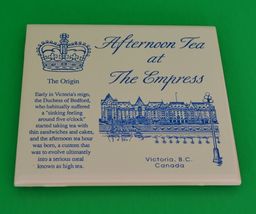 Afternoon Tea
at
The Empress
The Origin
Early in Victoria's reign,
the Duchess of Bedford,
who habitually suffered
a "sinking feeling
around five o'clock"
started taking tea with
thin sandwiches and cakes,
and the afternoon tea hour
was born, a custom that
was to evolve ultimately
into a serious meal
known as high tea.
Victoria, B.C.
Canada